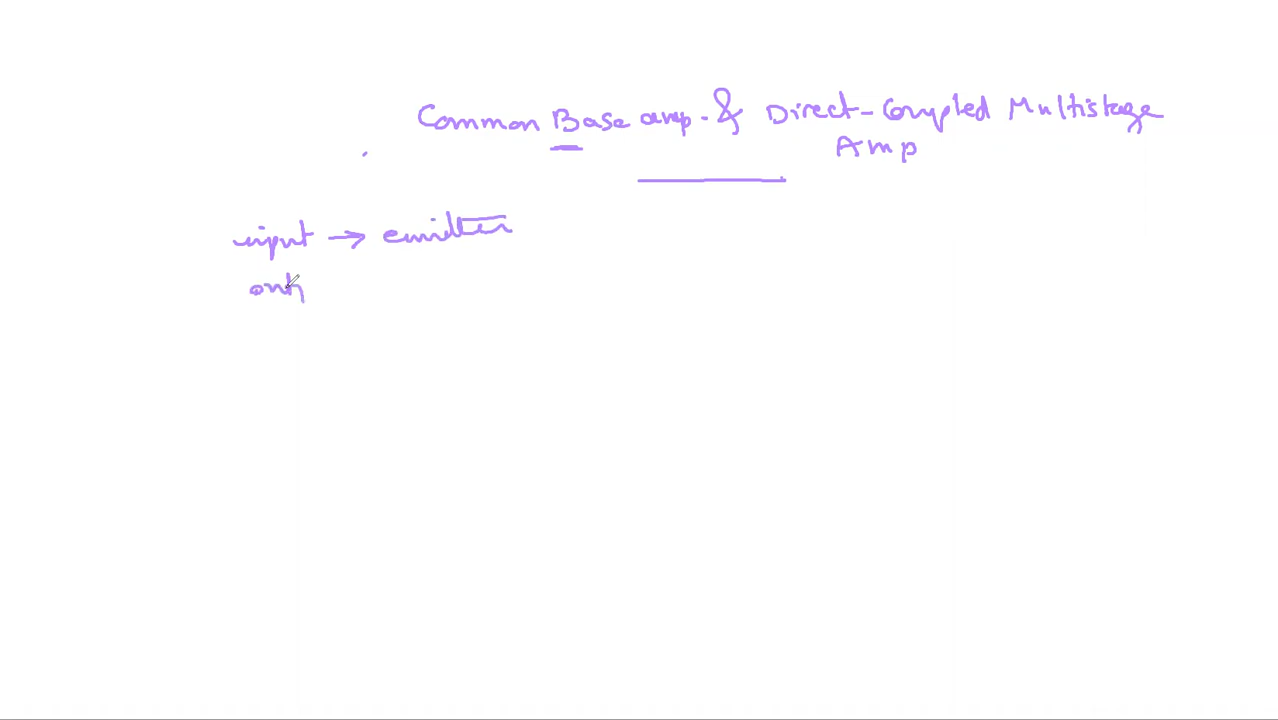 Common Base amp. & Direct-Coupled Multistage
Amp
input → emitter